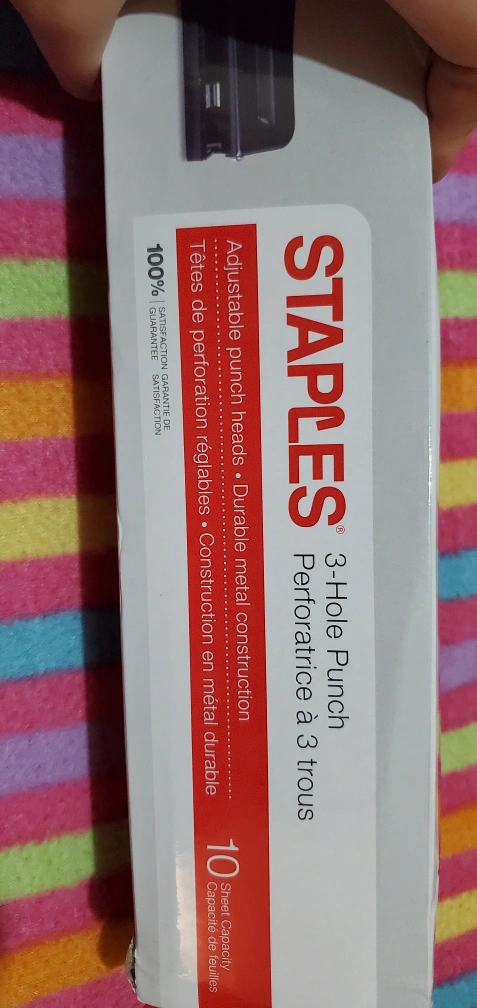 STAPLES®
3-Hole Punch
Perforatrice à 3 trous
Adjustable punch heads • Durable metal construction
Têtes de perforation réglables • Construction en métal durable
10
Sheet Capacity
Capacité de feuilles
100%
SATISFACTION GARANTIE DE
GUARANTEE SATISFACTION